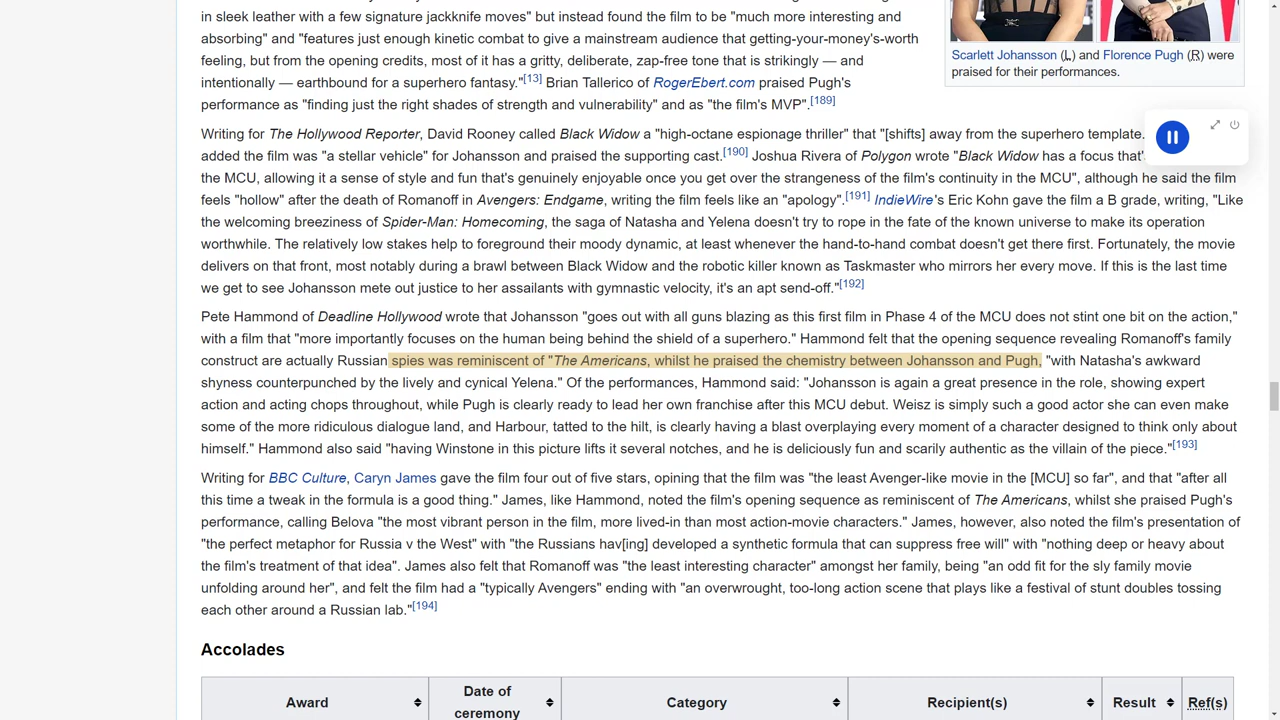 in sleek leather with a few signature jackknife moves" but instead found the film to be "much more interesting and
absorbing" and "features just enough kinetic combat to give a mainstream audience that getting-your-money's-worth
feeling, but from the opening credits, most of it has a gritty, deliberate, zap-free tone that is strikingly — and
intentionally — earthbound for a superhero fantasy."[13] Brian Tallerico of RogerEbert.com praised Pugh's
performance as "finding just the right shades of strength and vulnerability" and as "the film's MVP".[189]
Scarlett Johansson (L) and Florence Pugh (R) were
praised for their performances.
Writing for The Hollywood Reporter, David Rooney called Black Widow a "high-octane espionage thriller" that "[shifts] away from the superhero template.
added the film was "a stellar vehicle" for Johansson and praised the supporting cast.[190] Joshua Rivera of Polygon wrote "Black Widow has a focus that'
the MCU, allowing it a sense of style and fun that's genuinely enjoyable once you get over the strangeness of the film's continuity in the MCU", although he said the film
feels "hollow" after the death of Romanoff in Avengers: Endgame, writing the film feels like an "apology".[191] IndieWire's Eric Kohn gave the film a B grade, writing, "Like
the welcoming breeziness of Spider-Man: Homecoming, the saga of Natasha and Yelena doesn't try to rope in the fate of the known universe to make its operation
worthwhile. The relatively low stakes help to foreground their moody dynamic, at least whenever the hand-to-hand combat doesn't get there first. Fortunately, the movie
delivers on that front, most notably during a brawl between Black Widow and the robotic killer known as Taskmaster who mirrors her every move. If this is the last time
we get to see Johansson mete out justice to her assailants with gymnastic velocity, it's an apt send-off."[192]
Pete Hammond of Deadline Hollywood wrote that Johansson "goes out with all guns blazing as this first film in Phase 4 of the MCU does not stint one bit on the action,"
with a film that "more importantly focuses on the human being behind the shield of a superhero." Hammond felt that the opening sequence revealing Romanoff's family
construct are actually Russian spies was reminiscent of "The Americans, whilst he praised the chemistry between Johansson and Pugh, "with Natasha's awkward
shyness counterpunched by the lively and cynical Yelena." Of the performances, Hammond said: "Johansson is again a great presence in the role, showing expert
action and acting chops throughout, while Pugh is clearly ready to lead her own franchise after this MCU debut. Weisz is simply such a good actor she can even make
some of the more ridiculous dialogue land, and Harbour, tatted to the hilt, is clearly having a blast overplaying every moment of a character designed to think only about
himself." Hammond also said "having Winstone in this picture lifts it several notches, and he is deliciously fun and scarily authentic as the villain of the piece."[193]
Writing for BBC Culture, Caryn James gave the film four out of five stars, opining that the film was "the least Avenger-like movie in the [MCU] so far", and that "after all
this time a tweak in the formula is a good thing." James, like Hammond, noted the film's opening sequence as reminiscent of The Americans, whilst she praised Pugh's
performance, calling Belova "the most vibrant person in the film, more lived-in than most action-movie characters." James, however, also noted the film's presentation of
"the perfect metaphor for Russia v the West" with "the Russians hav[ing] developed a synthetic formula that can suppress free will" with "nothing deep or heavy about
the film's treatment of that idea". James also felt that Romanoff was "the least interesting character" amongst her family, being "an odd fit for the sly family movie
unfolding around her", and felt the film had a "typically Avengers" ending with "an overwrought, too-long action scene that plays like a festival of stunt doubles tossing
each other around a Russian lab."[194]
Accolades
Award
Date of
ceremony
Category
Recipient(s)
Result
Ref(s)